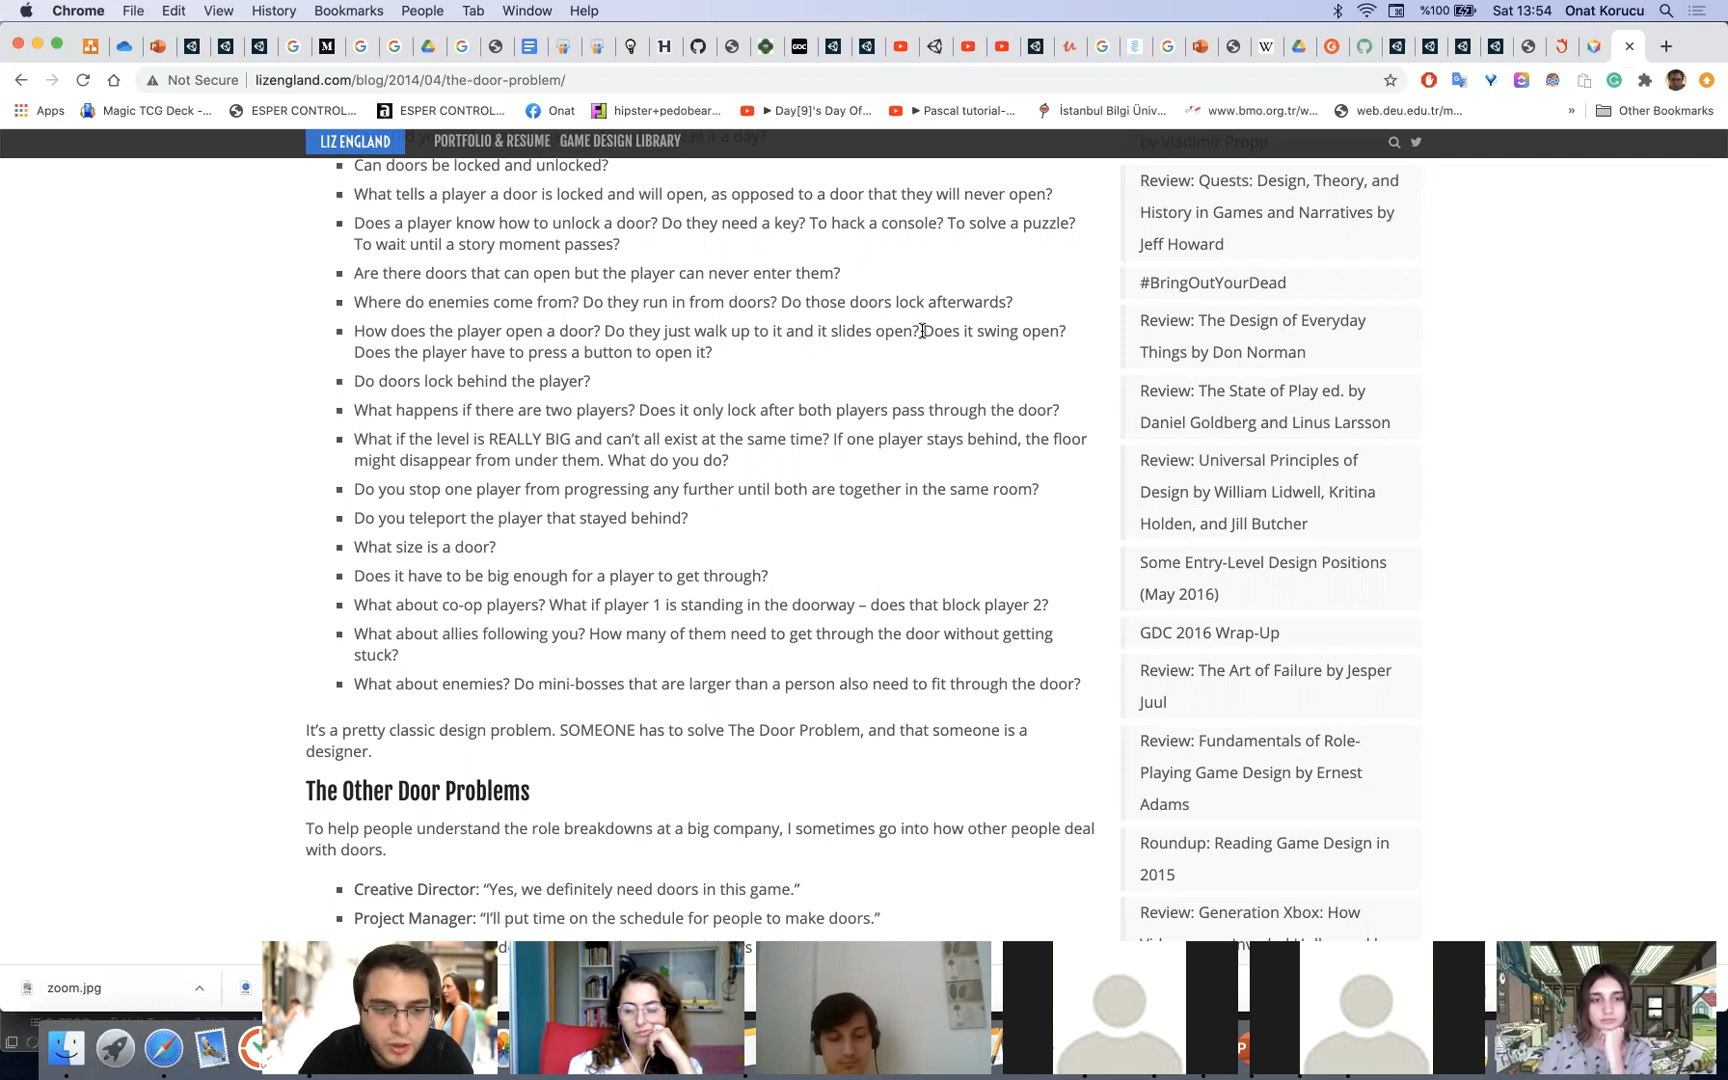 Chrome File Edit View History Bookmarks People Tab Window Help
%100 Sat 13:54 Onat Korucu
Not Secure lizengland.com/blog/2014/04/the-door-problem/
Apps Magic TCG Deck -... ESPER CONTROL... ESPER CONTROL... Onat hipster+pedobear... ► Day[9]'s Day Of... ► Pascal tutorial-... İstanbul Bilgi Üniv... www.bmo.org.tr/w... web.deu.edu.tr/m... » Other Bookmarks
LIZ ENGLAND PORTFOLIO & RESUME GAME DESIGN LIBRARY
Can doors be locked and unlocked?
What tells a player a door is locked and will open, as opposed to a door that they will never open?
Does a player know how to unlock a door? Do they need a key? To hack a console? To solve a puzzle?
To wait until a story moment passes?
Are there doors that can open but the player can never enter them?
Where do enemies come from? Do they run in from doors? Do those doors lock afterwards?
How does the player open a door? Do they just walk up to it and it slides open? Does it swing open?
Does the player have to press a button to open it?
Do doors lock behind the player?
What happens if there are two players? Does it only lock after both players pass through the door?
What if the level is REALLY BIG and can’t all exist at the same time? If one player stays behind, the floor
might disappear from under them. What do you do?
Do you stop one player from progressing any further until both are together in the same room?
Do you teleport the player that stayed behind?
What size is a door?
Does it have to be big enough for a player to get through?
What about co-op players? What if player 1 is standing in the doorway – does that block player 2?
What about allies following you? How many of them need to get through the door without getting
stuck?
What about enemies? Do mini-bosses that are larger than a person also need to fit through the door?
It’s a pretty classic design problem. SOMEONE has to solve The Door Problem, and that someone is a
designer.
The Other Door Problems
To help people understand the role breakdowns at a big company, I sometimes go into how other people deal
with doors.
Creative Director: “Yes, we definitely need doors in this game.”
Project Manager: “I’ll put time on the schedule for people to make doors.”
by Vladimir Propp
Review: Quests: Design, Theory, and
History in Games and Narratives by
Jeff Howard
#BringOutYourDead
Review: The Design of Everyday
Things by Don Norman
Review: The State of Play ed. by
Daniel Goldberg and Linus Larsson
Review: Universal Principles of
Design by William Lidwell, Kritina
Holden, and Jill Butcher
Some Entry-Level Design Positions
(May 2016)
GDC 2016 Wrap-Up
Review: The Art of Failure by Jesper
Juul
Review: Fundamentals of Role-
Playing Game Design by Ernest
Adams
Roundup: Reading Game Design in
2015
Review: Generation Xbox: How
zoom.jpg